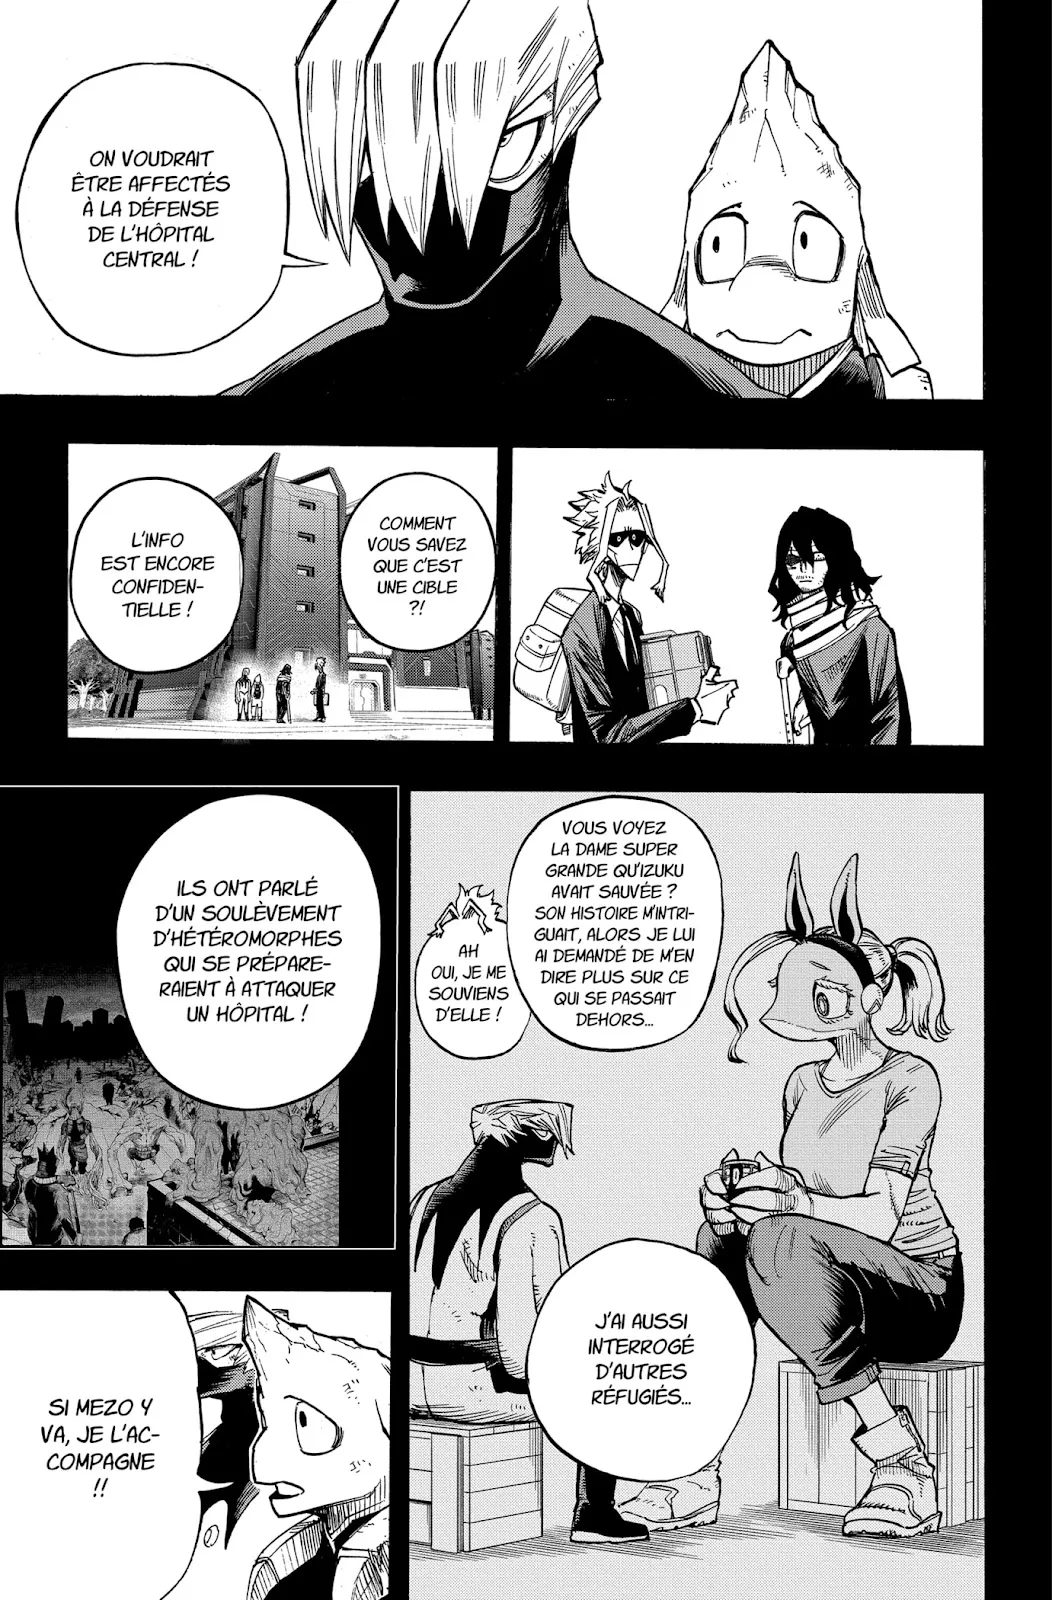 ON VOUDRAIT
ÊTRE AFFECTÉS
À LA DÉFENSE
DE L'HÔPITAL
CENTRAL !
COMMENT
VOUS SAVEZ
QUE C'EST
UNE CIBLE
?!
L'INFO
EST ENCORE
CONFIDEN-
TIELLE !
VOUS VOYEZ
LA DAME SUPER
GRANDE QU'IZUKU
AVAIT SAUVÉE ?
SON HISTOIRE M'INTRI-
GUAIT, ALORS JE LUI
AI DEMANDÉ DE M'EN
DIRE PLUS SUR CE
QUI SE PASSAIT
DEHORS...
AH
OUI, JE ME
SOUVIENS
D'ELLE !
J'AI AUSSI
INTERROGÉ
D'AUTRES
RÉFUGIÉS...
ILS ONT PARLÉ
D'UN SOULÈVEMENT
D'HÉTÉROMORPHES
QUI SE PRÉPARE-
RAIENT À ATTAQUER
UN HÔPITAL !
SI MEZO Y
VA, JE L'AC-
COMPAGNE
!!